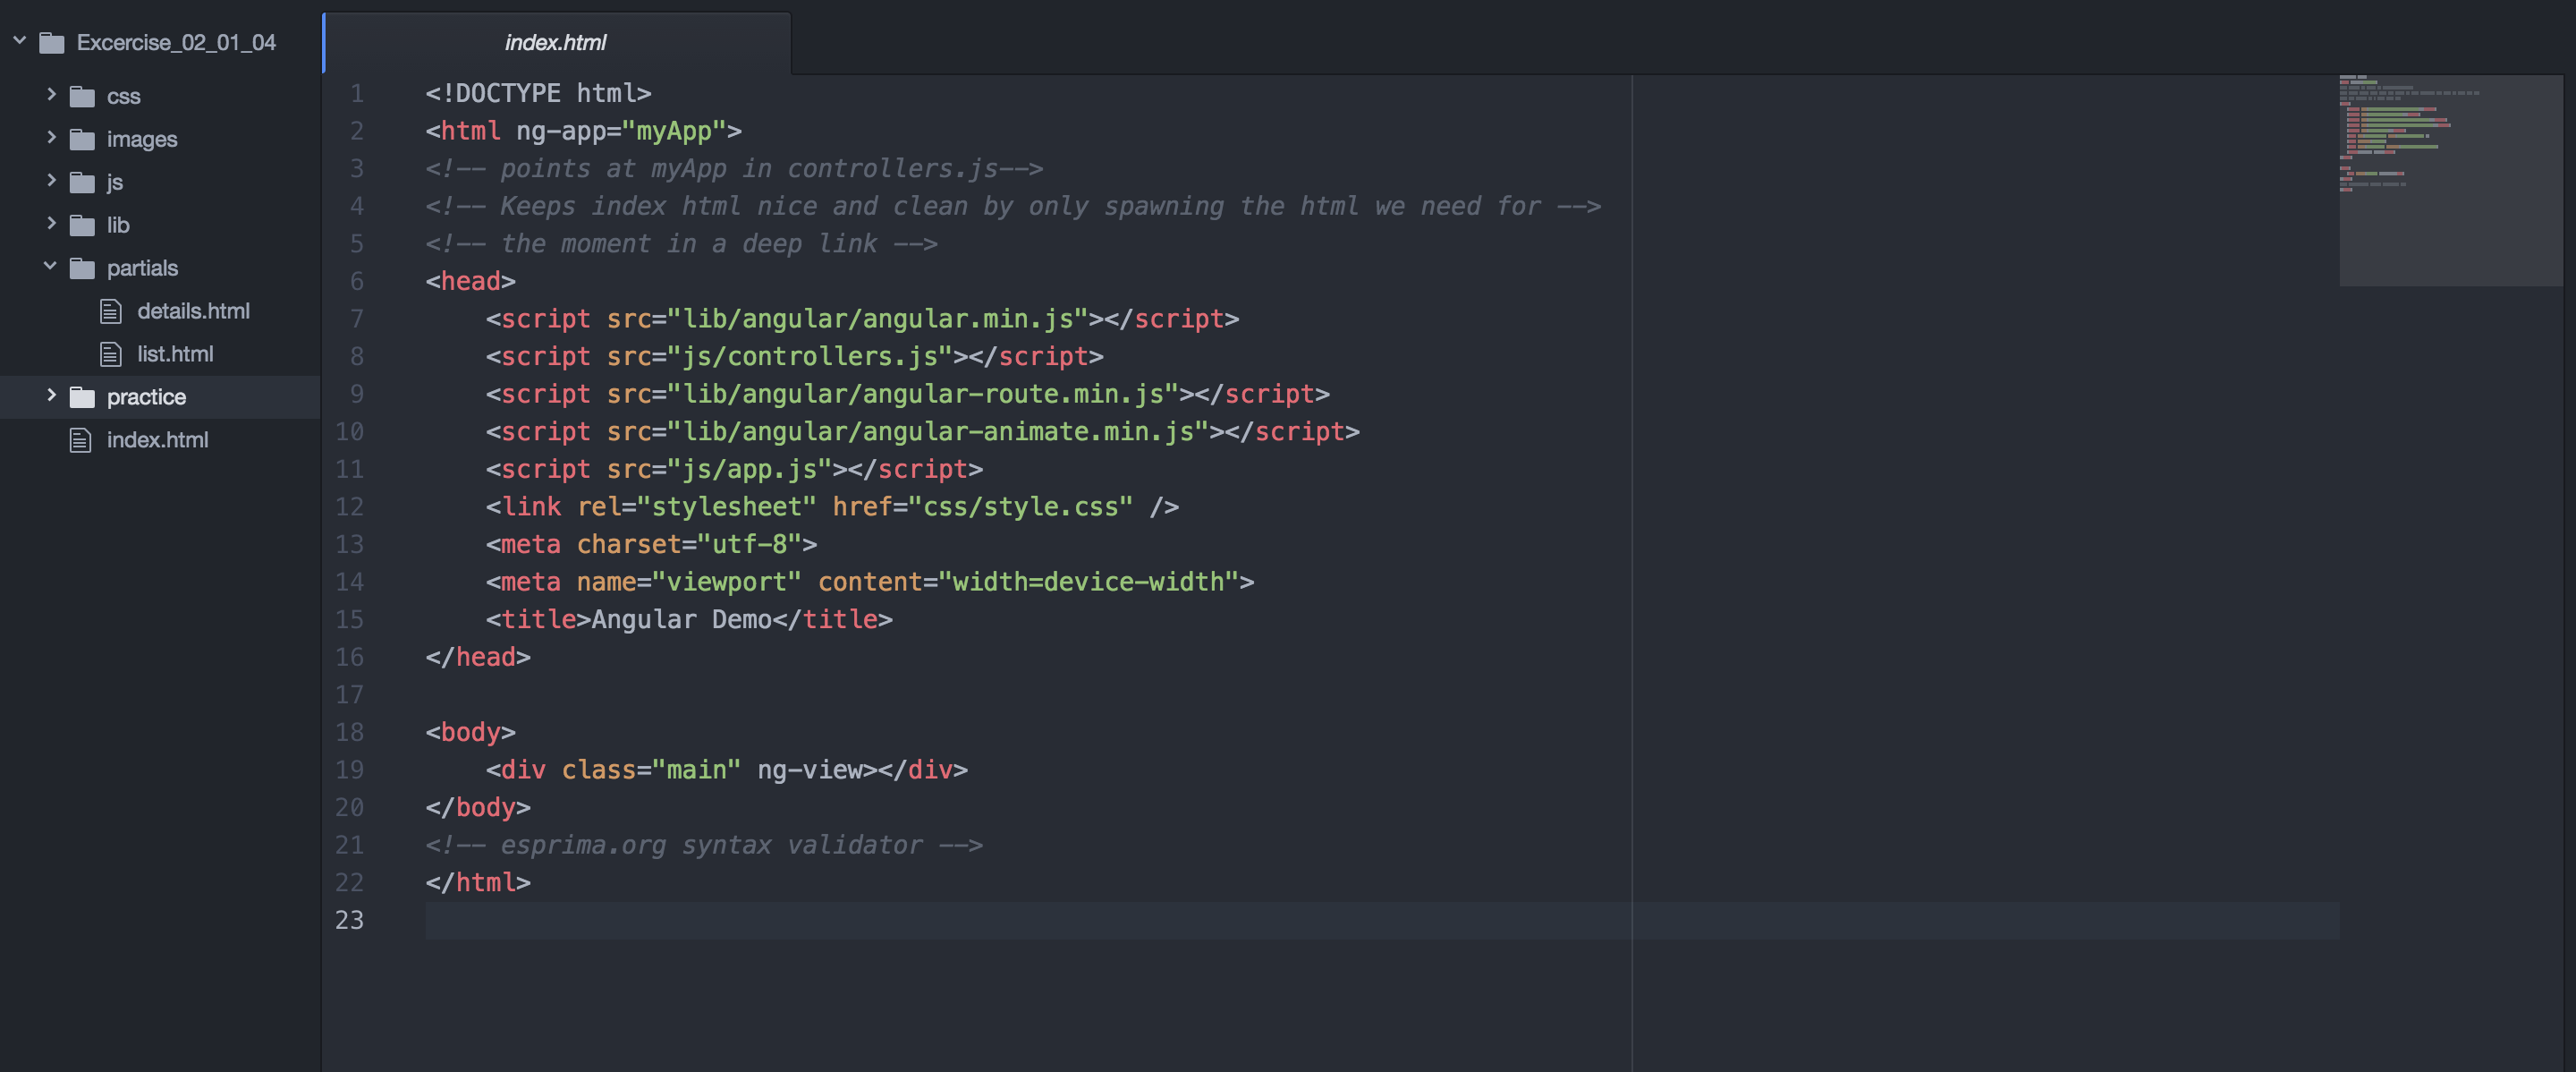 Excercise_02_01_04
css
images
js
lib
partials
details.html
list.html
practice
index.html
index.html
1 <!DOCTYPE html>
2 <html ng-app="myApp">
3 <!-- points at myApp in controllers.js-->
4 <!-- Keeps index html nice and clean by only spawning the html we need for -->
5 <!-- the moment in a deep link -->
6 <head>
7     <script src="lib/angular/angular.min.js"></script>
8     <script src="js/controllers.js"></script>
9     <script src="lib/angular/angular-route.min.js"></script>
10     <script src="lib/angular/angular-animate.min.js"></script>
11     <script src="js/app.js"></script>
12     <link rel="stylesheet" href="css/style.css" />
13     <meta charset="utf-8">
14     <meta name="viewport" content="width=device-width">
15     <title>Angular Demo</title>
16 </head>
17
18 <body>
19     <div class="main" ng-view></div>
20 </body>
21 <!-- esprima.org syntax validator -->
22 </html>
23